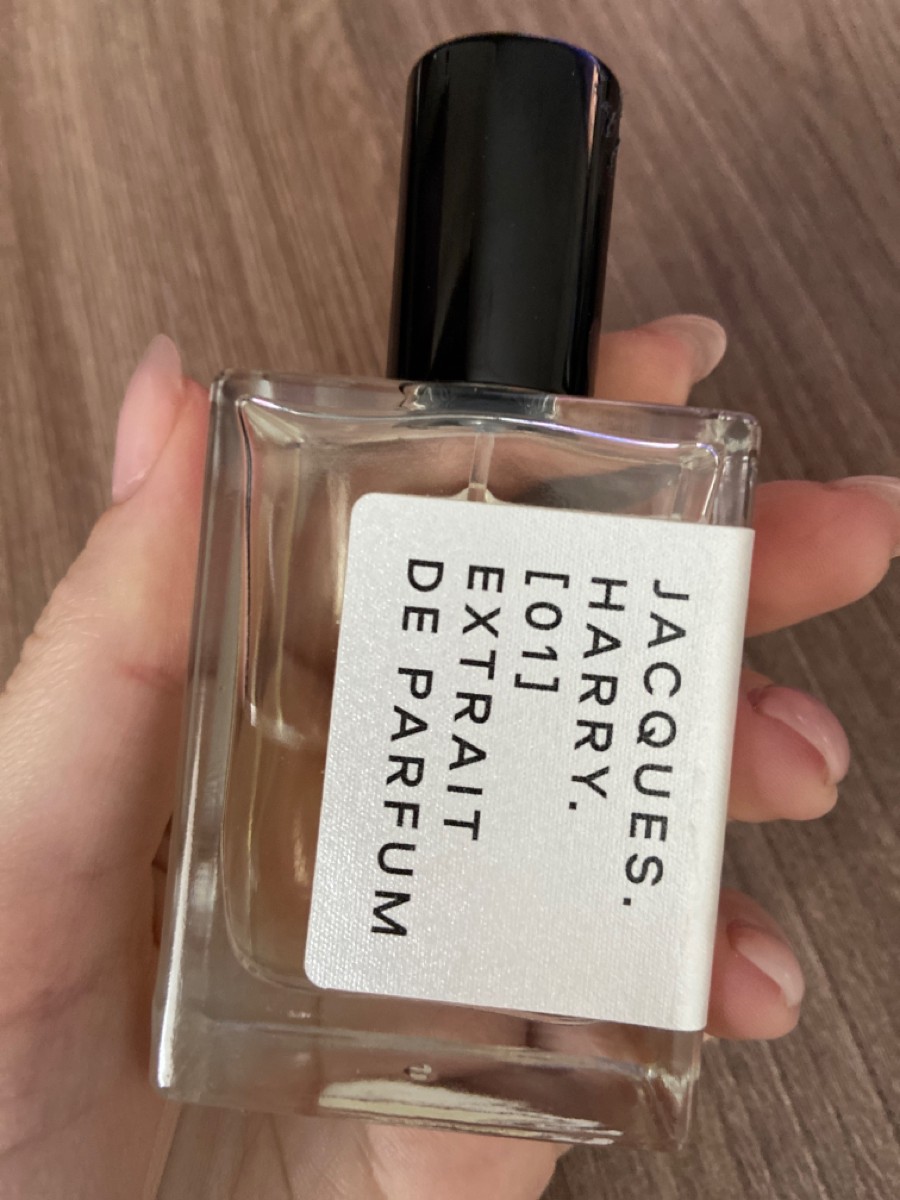 JACQUES.
HARRY.
[01]
EXTRAIT
DE PARFUM